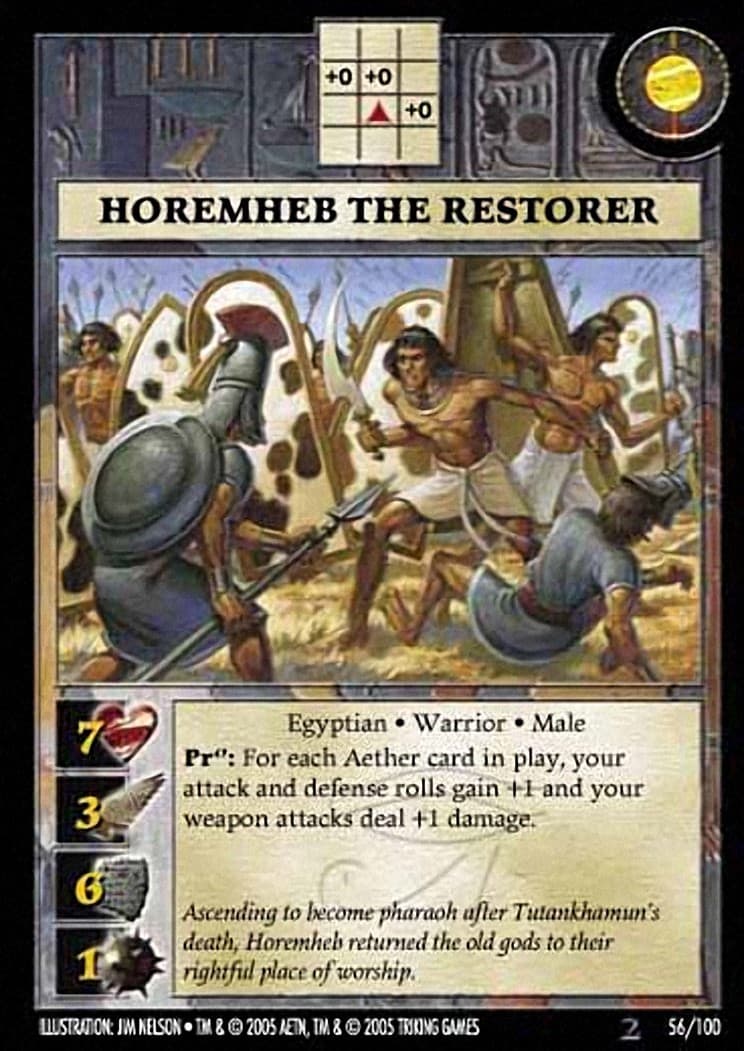 +0 +0
+0
HOREMHEB THE RESTORER
7
3
6
1
Egyptian • Warrior • Male
For each Aether card in play, your
attack and defense rolls gain +1 and your
weapon attacks deal +1 damage.
Ascending to become pharaoh after Tutankhamun's
death, Horemheb returned the old gods to their
rightful place of worship.
ILLUSTRATION: JIM NELSON • TM & © 2005 AETN, TM & © 2005 TRIKING GAMES 2 56/100